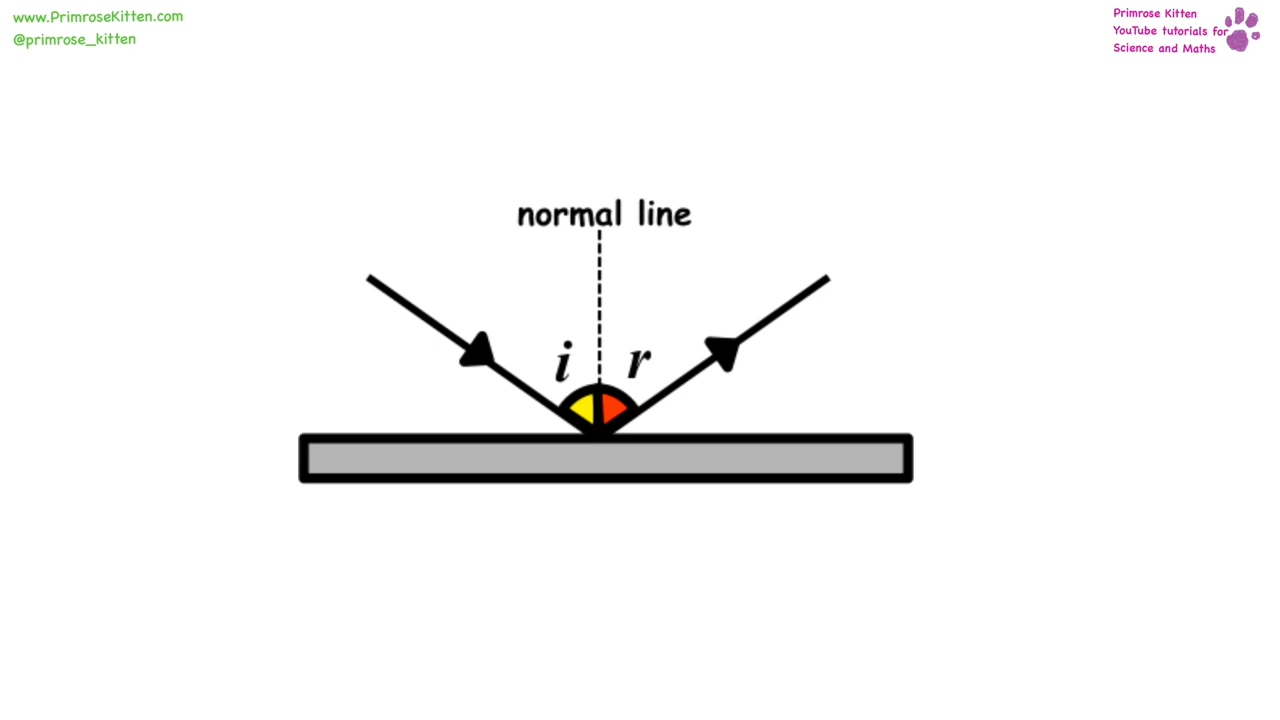 www.PrimroseKitten.com
@primrose_kitten
Primrose Kitten
YouTube tutorials for
Science and Maths
normal line
i r